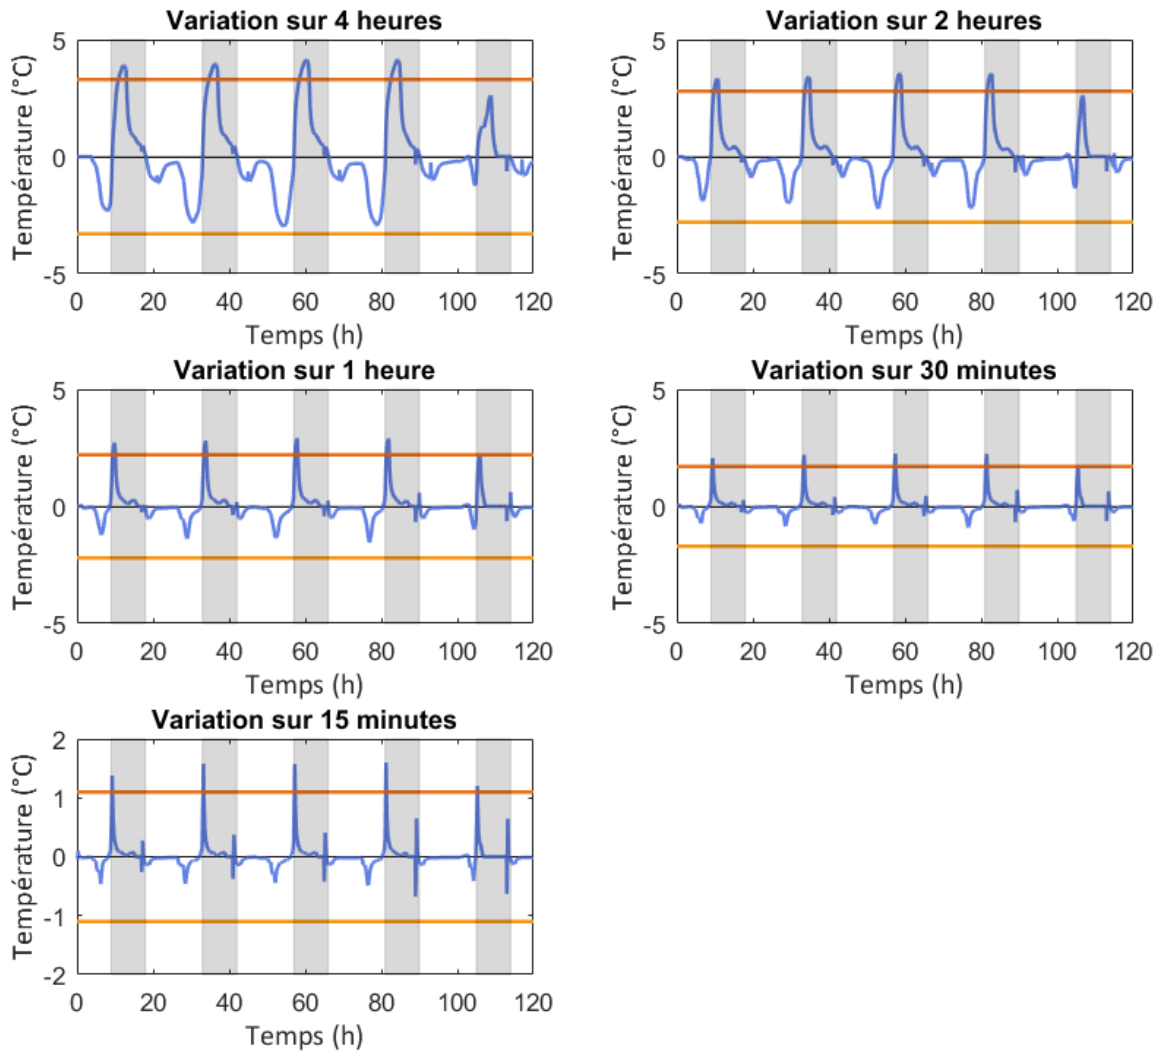 Variation sur 4 heures
5
0
-5
Température (°C)
0 20 40 60 80 100 120
Temps (h)
Variation sur 2 heures
5
0
-5
Température (°C)
0 20 40 60 80 100 120
Temps (h)
Variation sur 1 heure
5
0
-5
Température (°C)
0 20 40 60 80 100 120
Temps (h)
Variation sur 30 minutes
5
0
-5
Température (°C)
0 20 40 60 80 100 120
Temps (h)
Variation sur 15 minutes
2
1
0
-1
-2
Température (°C)
0 20 40 60 80 100 120
Temps (h)